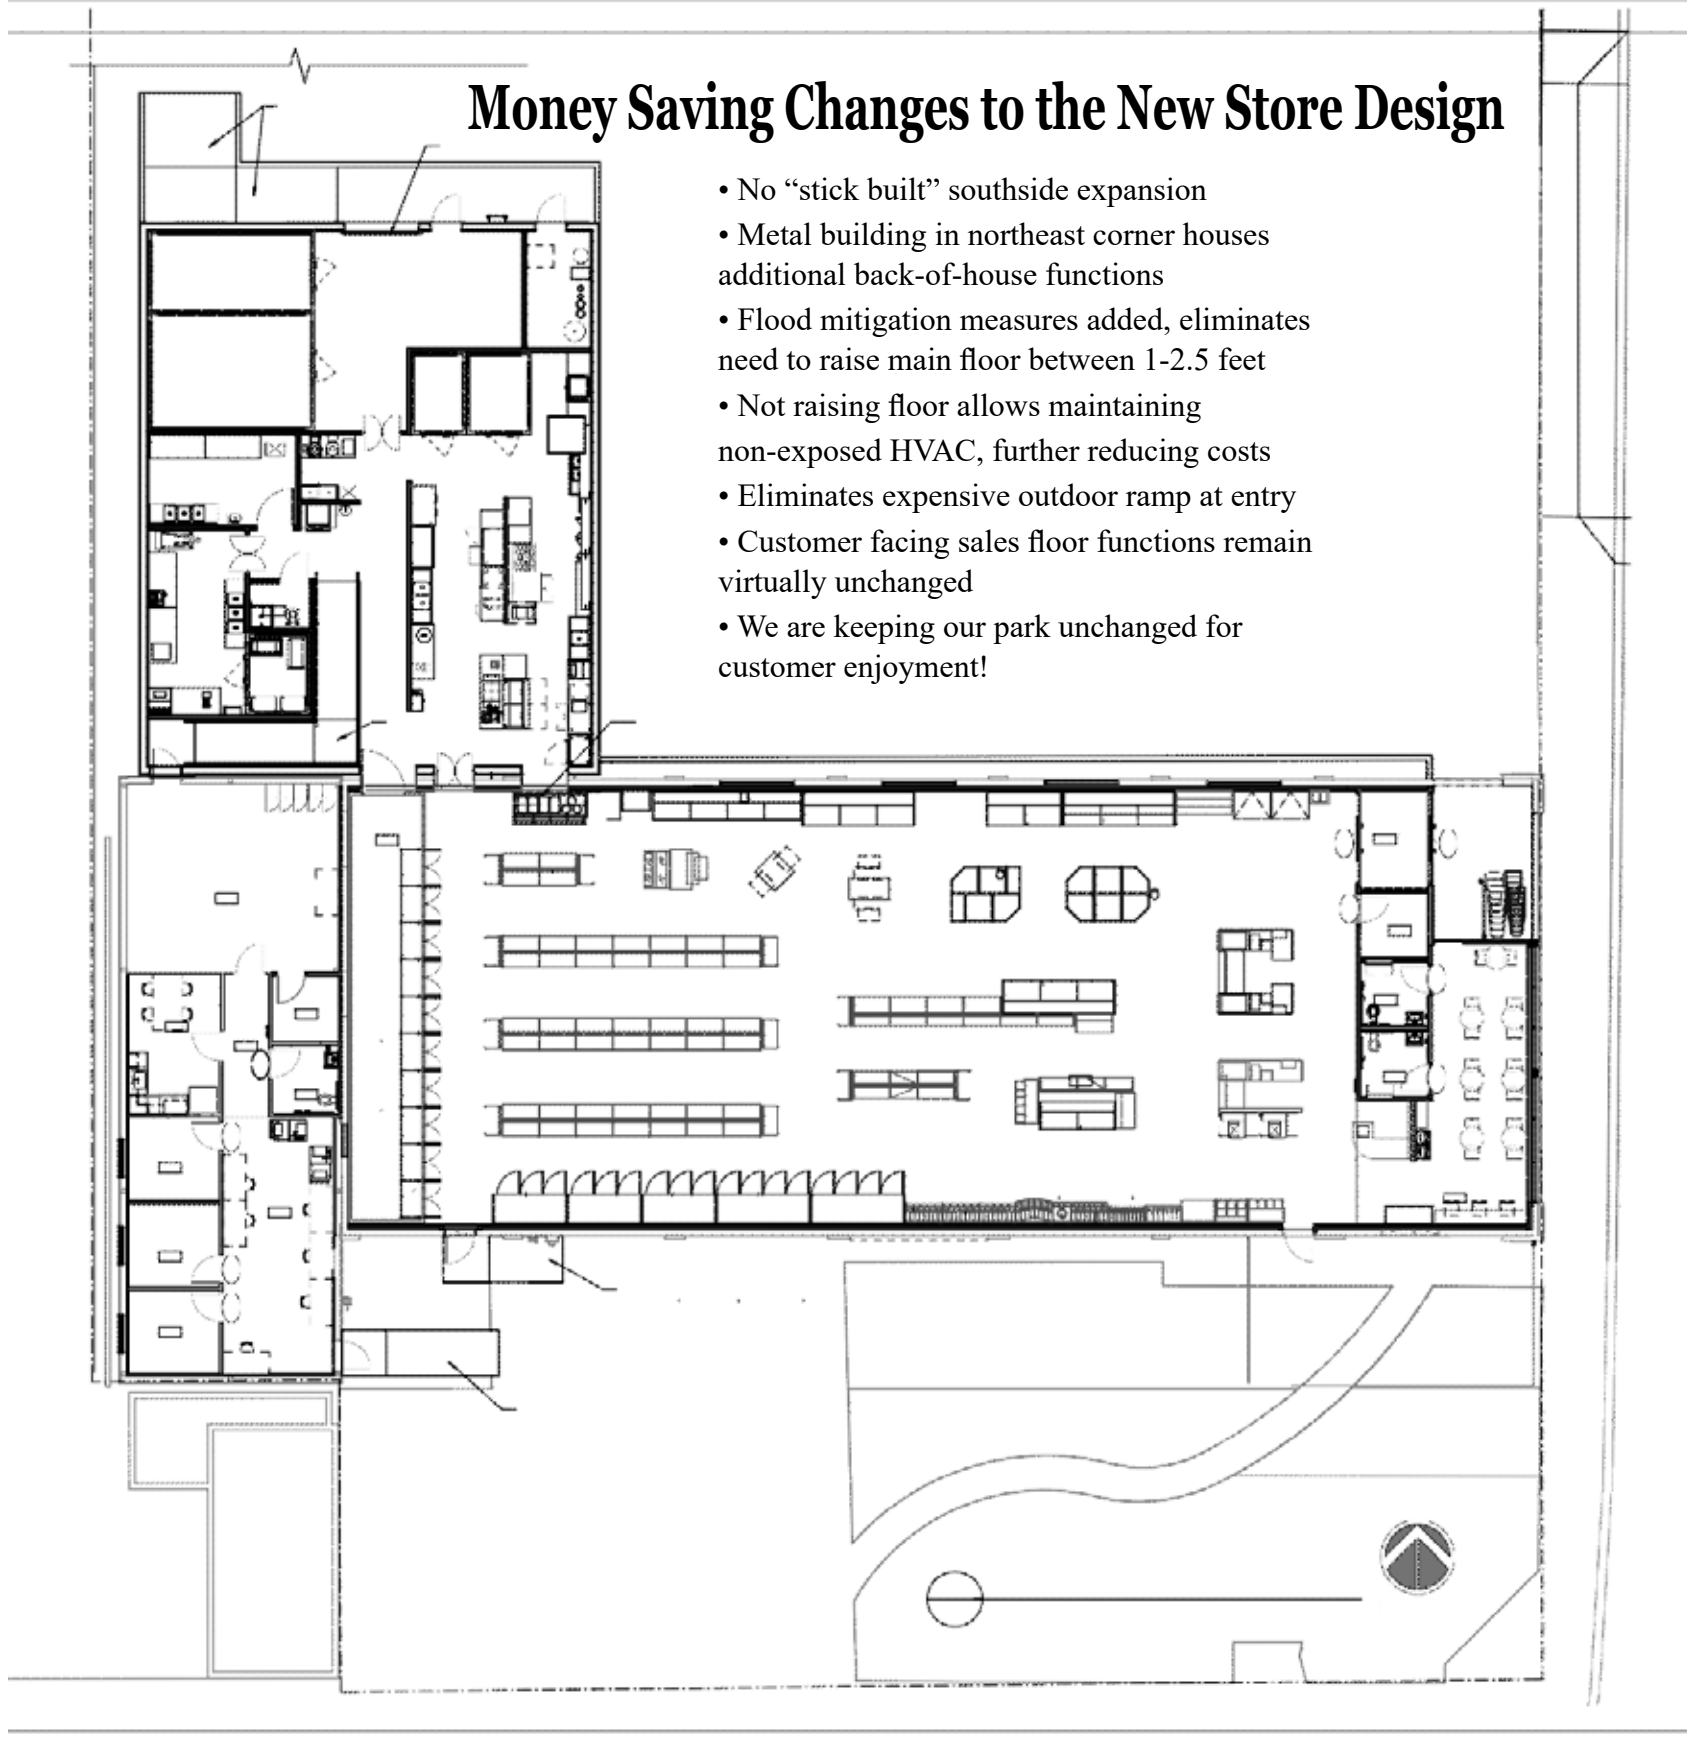 Money Saving Changes to the New Store Design
• No “stick built” southside expansion
• Metal building in northeast corner houses
additional back-of-house functions
• Flood mitigation measures added, eliminates
need to raise main floor between 1-2.5 feet
• Not raising floor allows maintaining
non-exposed HVAC, further reducing costs
• Eliminates expensive outdoor ramp at entry
• Customer facing sales floor functions remain
virtually unchanged
• We are keeping our park unchanged for
customer enjoyment!